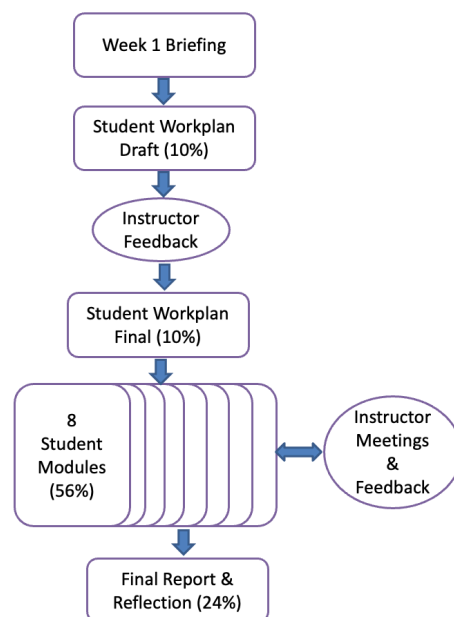 Week 1 Briefing
Student Workplan
Draft (10%)
Instructor
Feedback
Student Workplan
Final (10%)
8
Student
Modules
(56%)
Instructor
Meetings
&
Feedback
Final Report &
Reflection (24%)